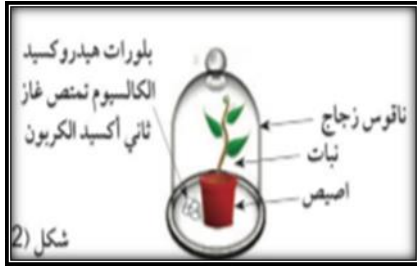 بلورات هيدروكسيد
الكالسيوم تمتص غاز
ثاني أكسيد الكربون
ناقوس زجاج
نبات
اصيص
شكل (2